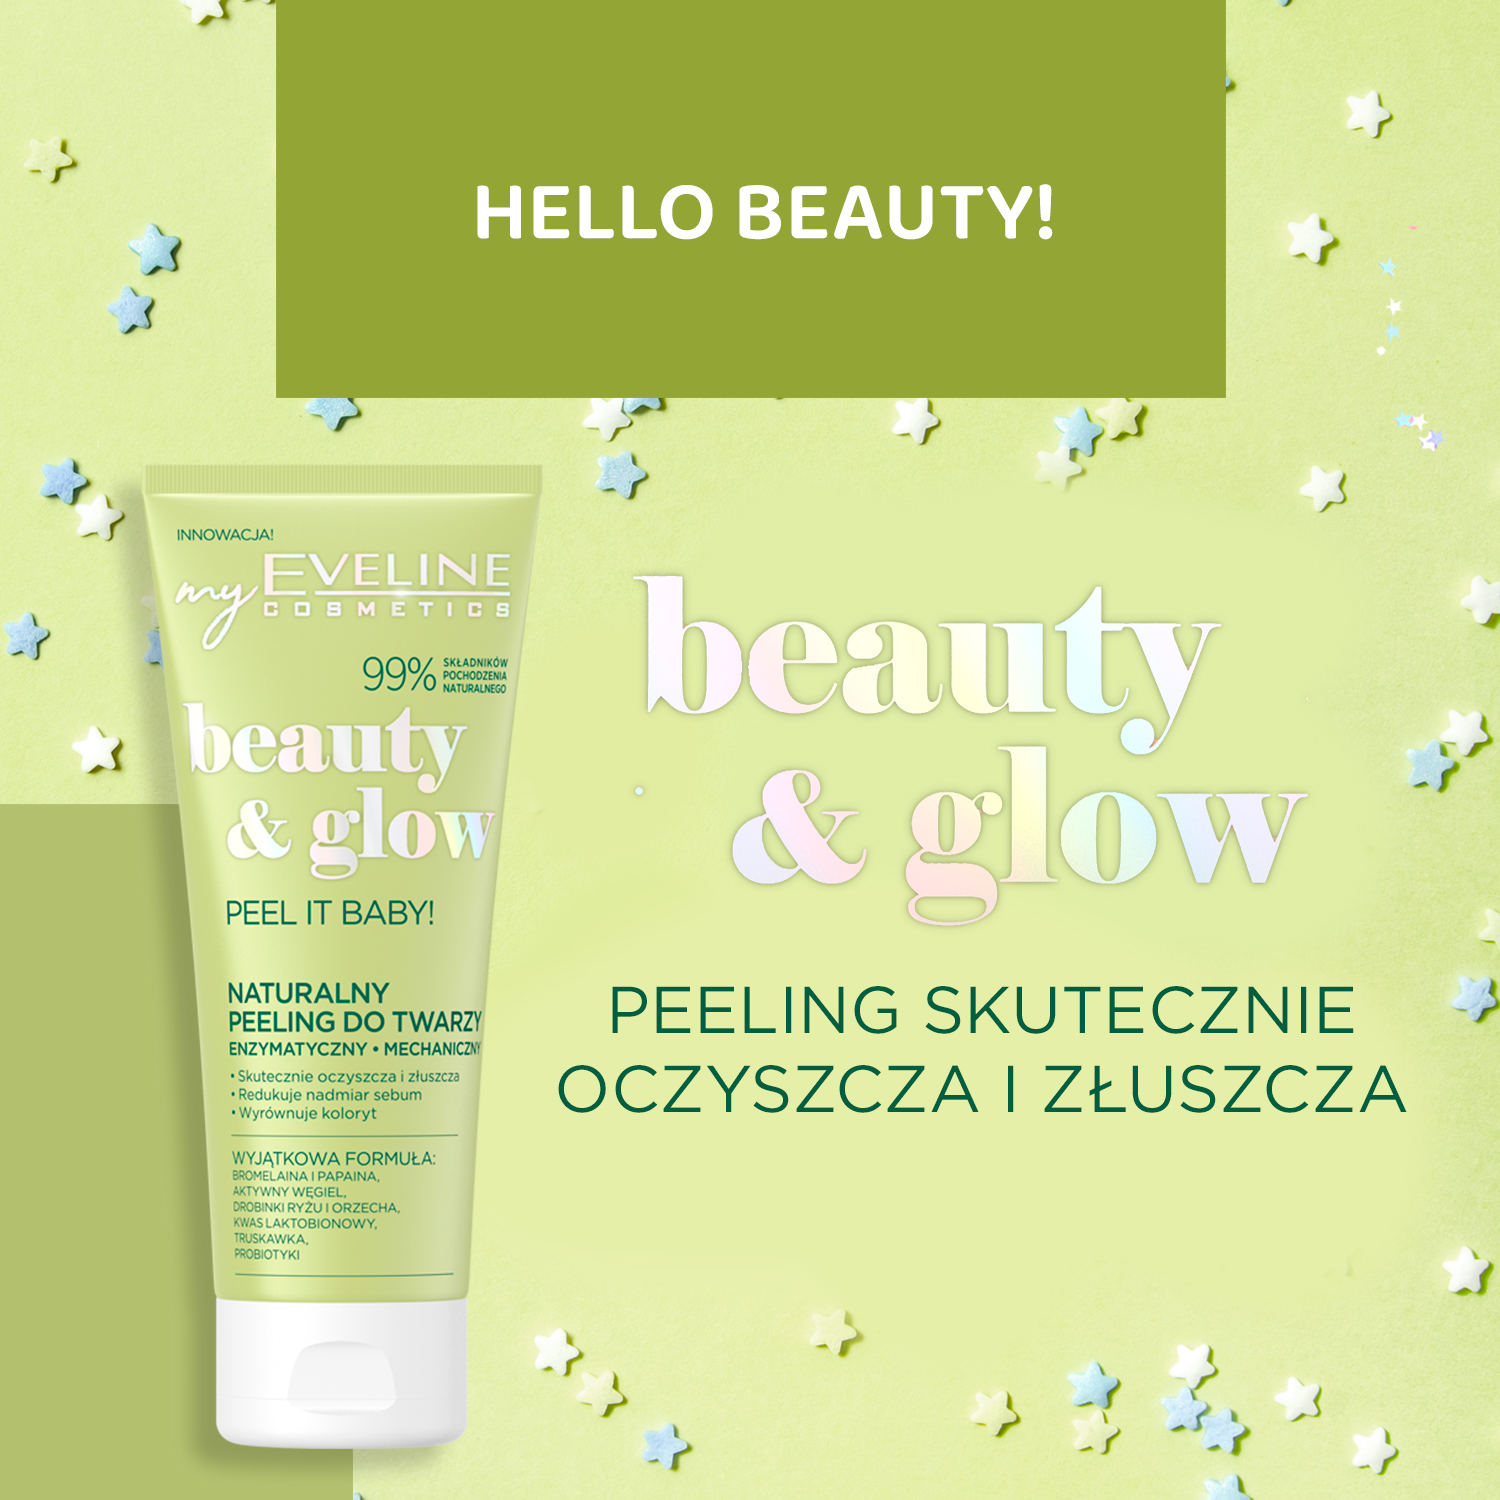 HELLO BEAUTY!
INNOWACJA!
my EVELINE
COSMETICS
99% SKŁADNIKÓW
POCHODZENIA
NATURALNEGO
beauty
& glow
PEEL IT BABY!
NATURALNY
PEELING DO TWARZY
ENZYMATYCZNY • MECHANICZNY
• Skutecznie oczyszcza i złuszcza
• Redukuje nadmiar sebum
• Wyrównuje koloryt
WYJĄTKOWA FORMUŁA:
BROMELAINA I PAPAINA,
AKTYWNY WĘGIEL,
DROBINKI RYŻU I ORZECHA,
KWAS LAKTOBIONOWY,
TRUSKAWKA,
PROBIOTYKI
beauty
& glow
PEELING SKUTECZNIE
OCZYSZCZA I ZŁUSZCZA